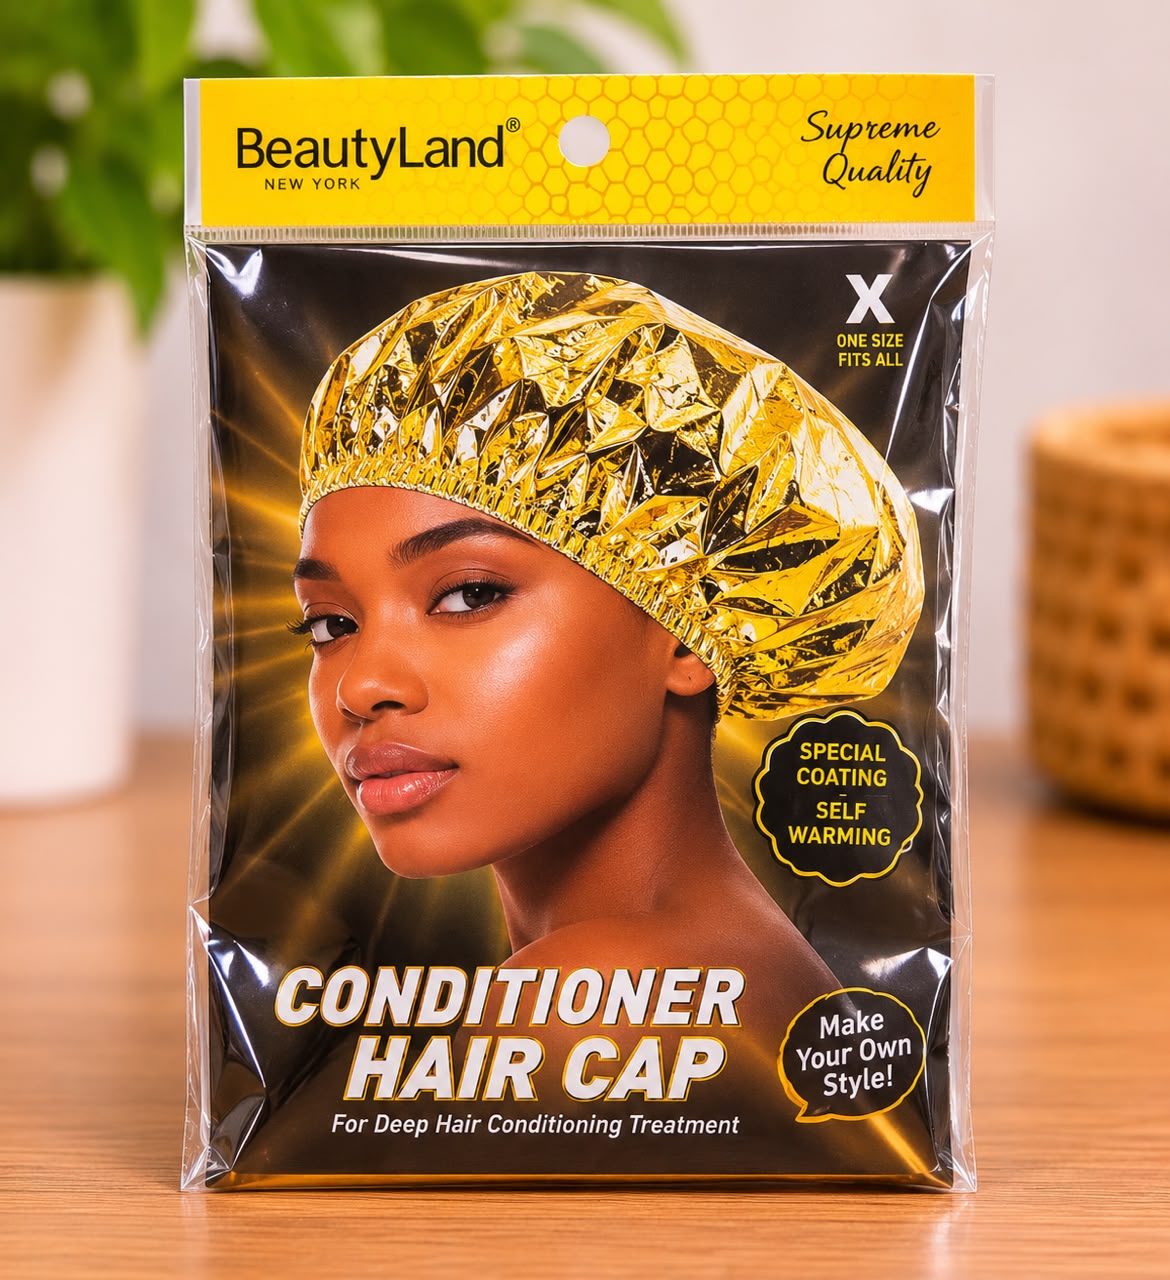 BeautyLand®
NEW YORK
Supreme
Quality
X
ONE SIZE
FITS ALL
SPECIAL
COATING
-
SELF
WARMING
CONDITIONER
HAIR CAP
For Deep Hair Conditioning Treatment
Make
Your Own
Style!